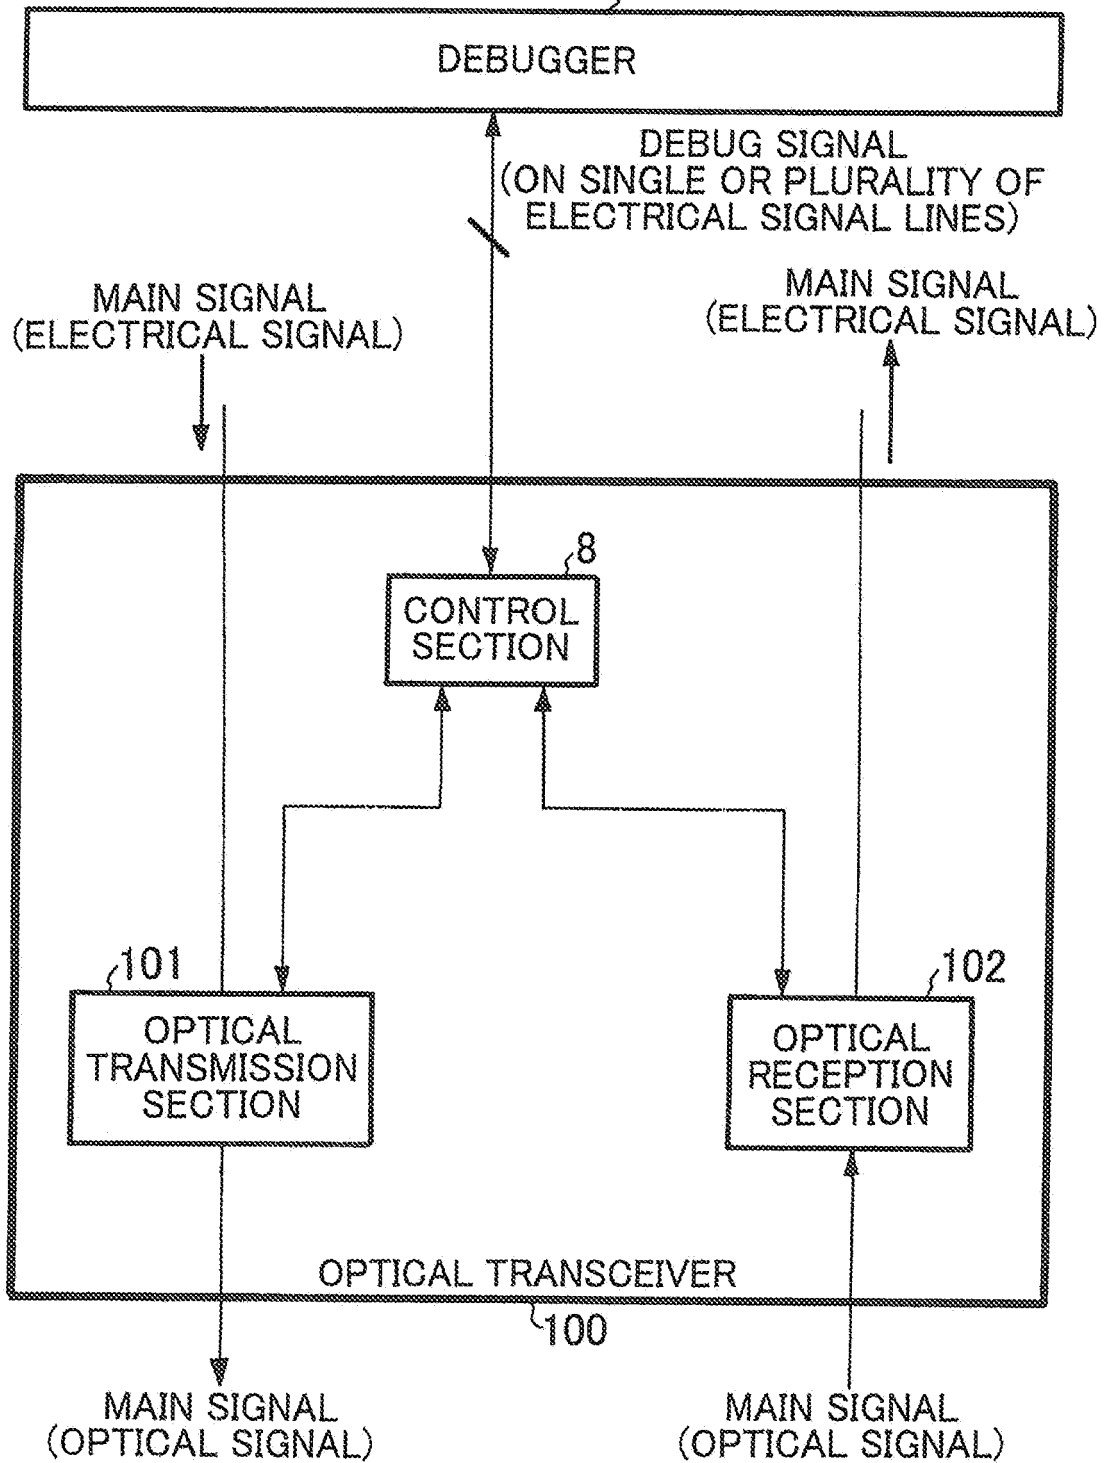 DEBUGGER
DEBUG SIGNAL
(ON SINGLE OR PLURALITY OF
ELECTRICAL SIGNAL LINES)
MAIN SIGNAL
(ELECTRICAL SIGNAL)
MAIN SIGNAL
(ELECTRICAL SIGNAL)
8
CONTROL
SECTION
101
OPTICAL
TRANSMISSION
SECTION
102
OPTICAL
RECEPTION
SECTION
OPTICAL TRANSCEIVER
100
MAIN SIGNAL
(OPTICAL SIGNAL)
MAIN SIGNAL
(OPTICAL SIGNAL)